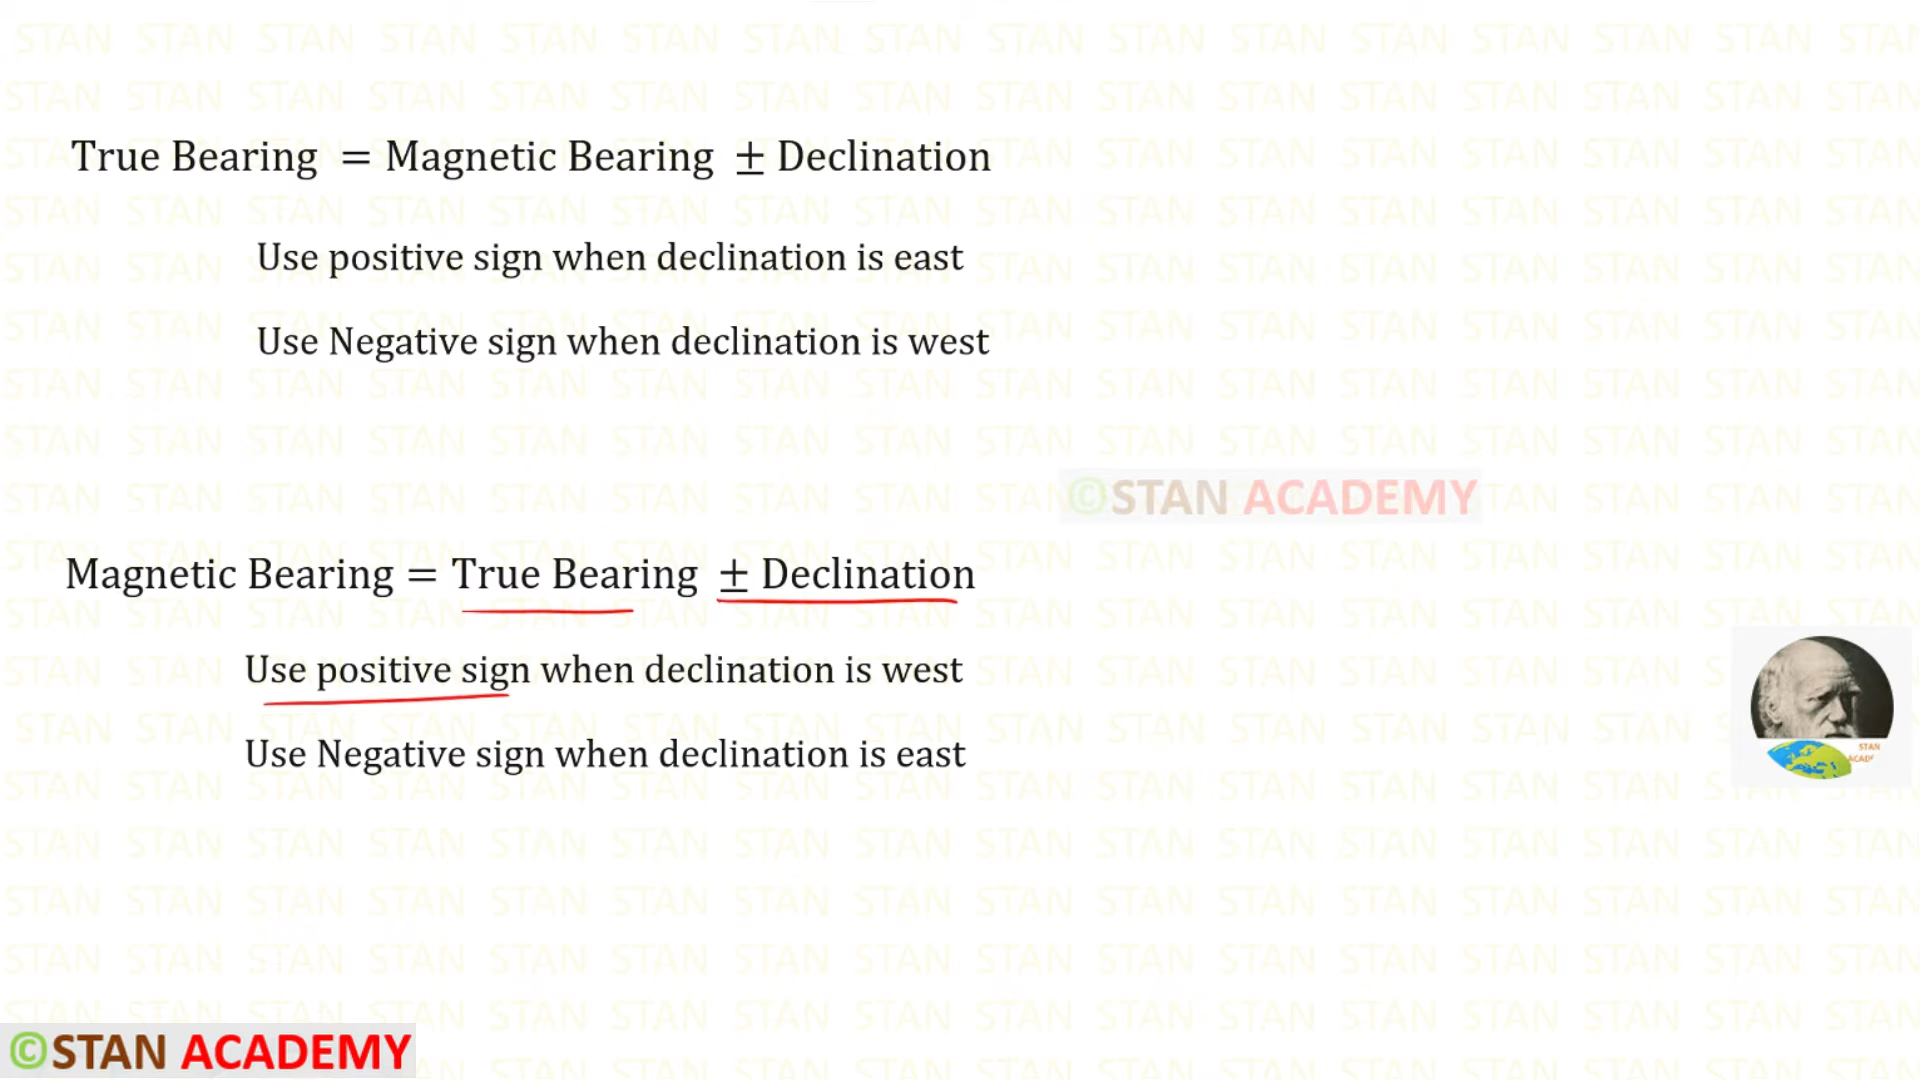 True Bearing = Magnetic Bearing ± Declination
Use positive sign when declination is east
Use Negative sign when declination is west
©STAN ACADEMY
Magnetic Bearing = True Bearing ± Declination
Use positive sign when declination is west
Use Negative sign when declination is east
STAN
©STAN ACADEMY